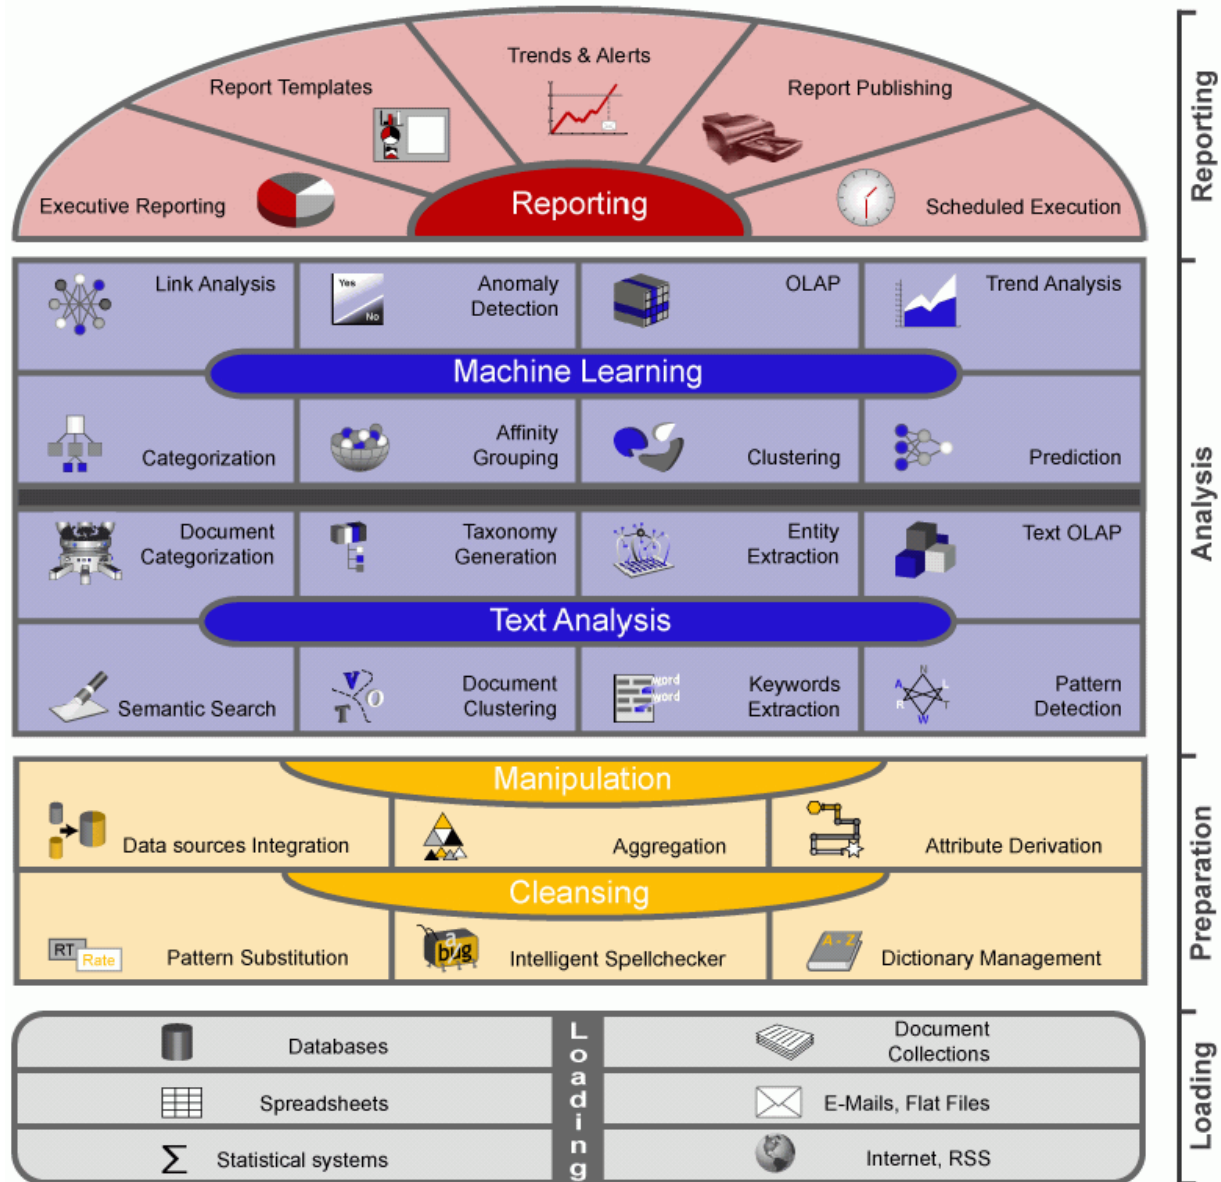 Trends & Alerts
Report Templates
Report Publishing
Executive Reporting
Reporting
Scheduled Execution
Reporting
Link Analysis
Yes
No
Anomaly
Detection
OLAP
Trend Analysis
Machine Learning
Categorization
Affinity
Grouping
Clustering
Prediction
Analysis
Document
Categorization
Taxonomy
Generation
Entity
Extraction
Text OLAP
Text Analysis
Semantic Search
V
O
T
Document
Clustering
word
word
Keywords
Extraction
N
A
L
R
T
W
Pattern
Detection
Manipulation
Data sources Integration
Aggregation
Attribute Derivation
Preparation
Cleansing
RT
Rate
Pattern Substitution
a
bug
Intelligent Spellchecker
A - Z
Dictionary Management
Loading
Databases
Document
Collections
Spreadsheets
E-Mails, Flat Files
Σ
Statistical systems
Internet, RSS
Loading